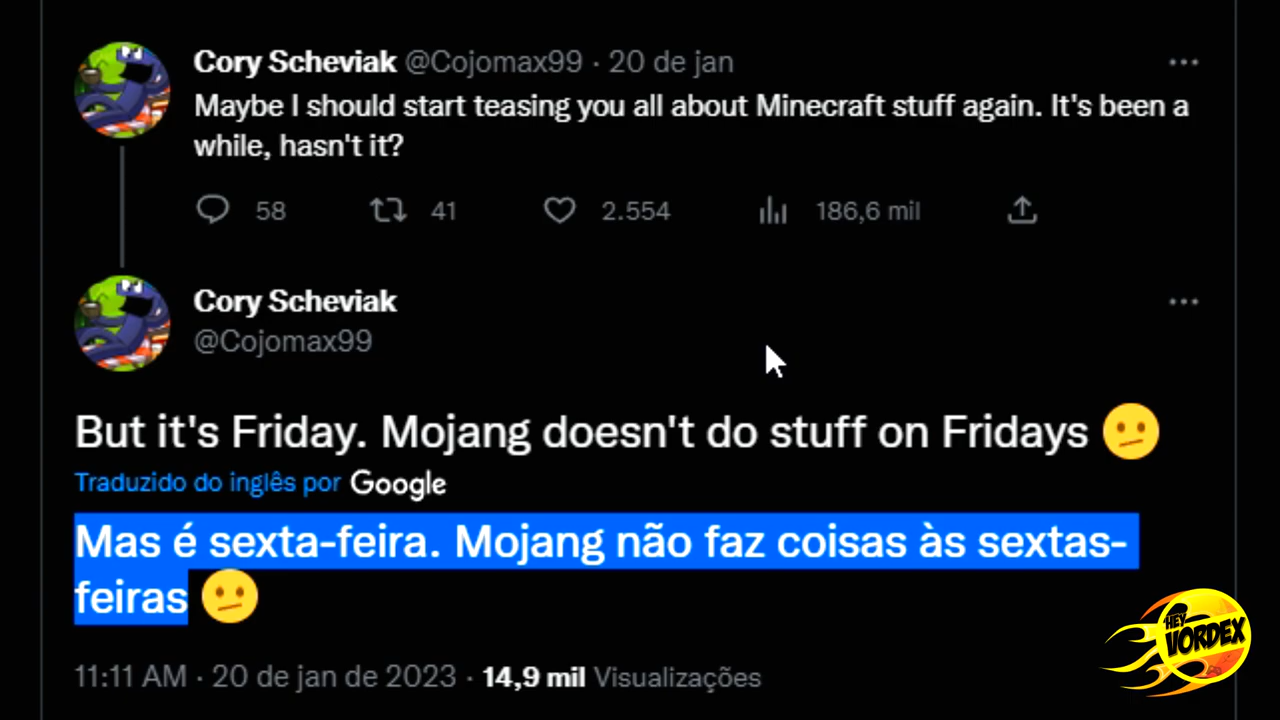 Cory Scheviak @Cojomax99 · 20 de jan
Maybe I should start teasing you all about Minecraft stuff again. It's been a
while, hasn't it?
58 41 2.554 186,6 mil
Cory Scheviak
@Cojomax99
But it's Friday. Mojang doesn't do stuff on Fridays 🫤
Traduzido do inglês por Google
Mas é sexta-feira. Mojang não faz coisas às sextas-
feiras 🫤
HEY
VORDEX
11:11 AM · 20 de jan de 2023 · 14,9 mil Visualizações